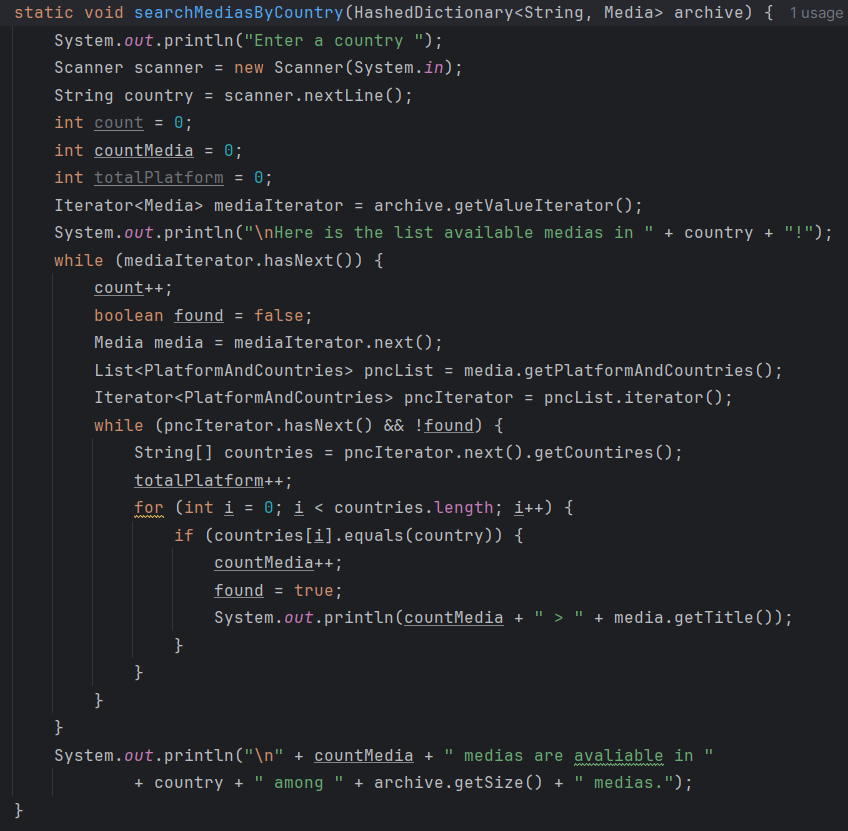 static void searchMediasByCountry(HashedDictionary<String, Media> archive) {  1 usage
    System.out.println("Enter a country ");
    Scanner scanner = new Scanner(System.in);
    String country = scanner.nextLine();
    int count = 0;
    int countMedia = 0;
    int totalPlatform = 0;
    Iterator<Media> mediaIterator = archive.getValueIterator();
    System.out.println("\nHere is the list available medias in " + country + "!");
    while (mediaIterator.hasNext()) {
        count++;
        boolean found = false;
        Media media = mediaIterator.next();
        List<PlatformAndCountries> pncList = media.getPlatformAndCountries();
        Iterator<PlatformAndCountries> pncIterator = pncList.iterator();
        while (pncIterator.hasNext() && !found) {
            String[] countries = pncIterator.next().getCountires();
            totalPlatform++;
            for (int i = 0; i < countries.length; i++) {
                if (countries[i].equals(country)) {
                    countMedia++;
                    found = true;
                    System.out.println(countMedia + " > " + media.getTitle());
                }
            }
        }
    }
    System.out.println("\n" + countMedia + " medias are avaliable in "
            + country + " among " + archive.getSize() + " medias.");
}